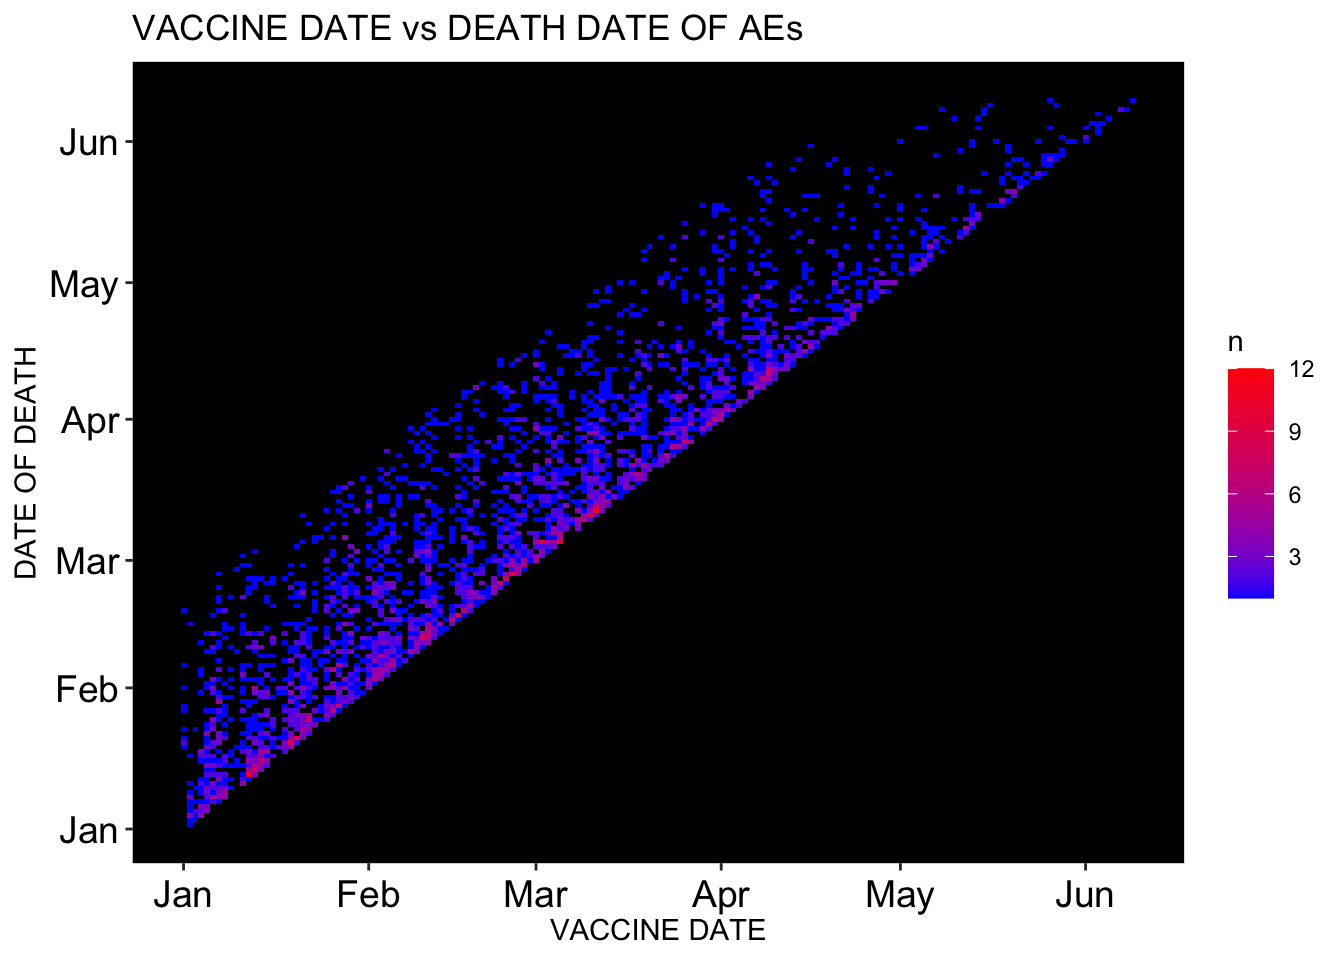 VACCINE DATE vs DEATH DATE OF AEs
Jun
May
Apr
Mar
Feb
Jan
DATE OF DEATH
Jan Feb Mar Apr May Jun
VACCINE DATE
n
12
9
6
3